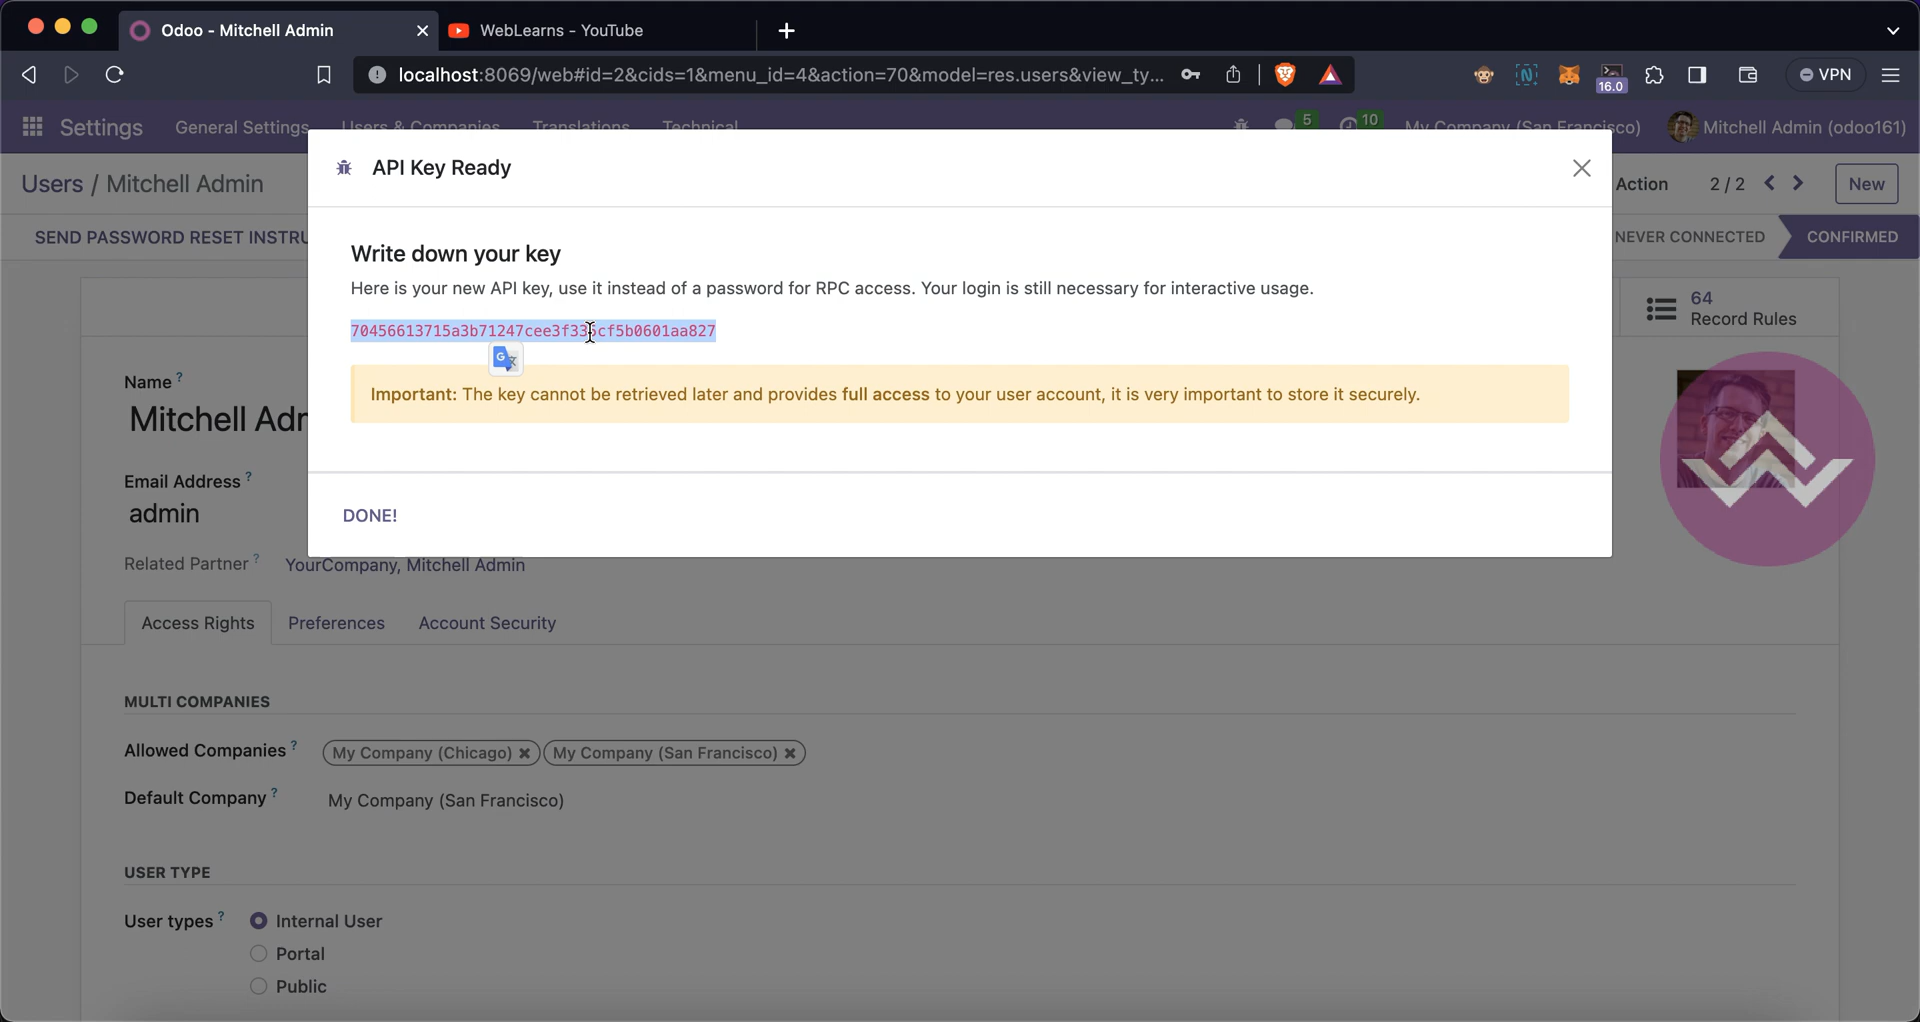 Odoo - Mitchell Admin
WebLearns - YouTube
localhost:8069/web#id=2&cids=1&menu_id=4&action=70&model=res.users&view_ty...
16.0
VPN
Settings
General Settings
Users & Companies
Translations
Technical
5
10
My Company (San Francisco)
Mitchell Admin (odoo161)
API Key Ready
Users / Mitchell Admin
Action
2 / 2
New
SEND PASSWORD RESET INSTRU
NEVER CONNECTED
CONFIRMED
Write down your key
Here is your new API key, use it instead of a password for RPC access. Your login is still necessary for interactive usage.
70456613715a3b71247cee3f335cf5b0601aa827
Important: The key cannot be retrieved later and provides full access to your user account, it is very important to store it securely.
DONE!
64
Record Rules
Name ?
Mitchell Adr
Email Address ?
admin
Related Partner ?
YourCompany, Mitchell Admin
Access Rights
Preferences
Account Security
MULTI COMPANIES
Allowed Companies ?
My Company (Chicago)
My Company (San Francisco)
Default Company ?
My Company (San Francisco)
USER TYPE
User types ?
Internal User
Portal
Public